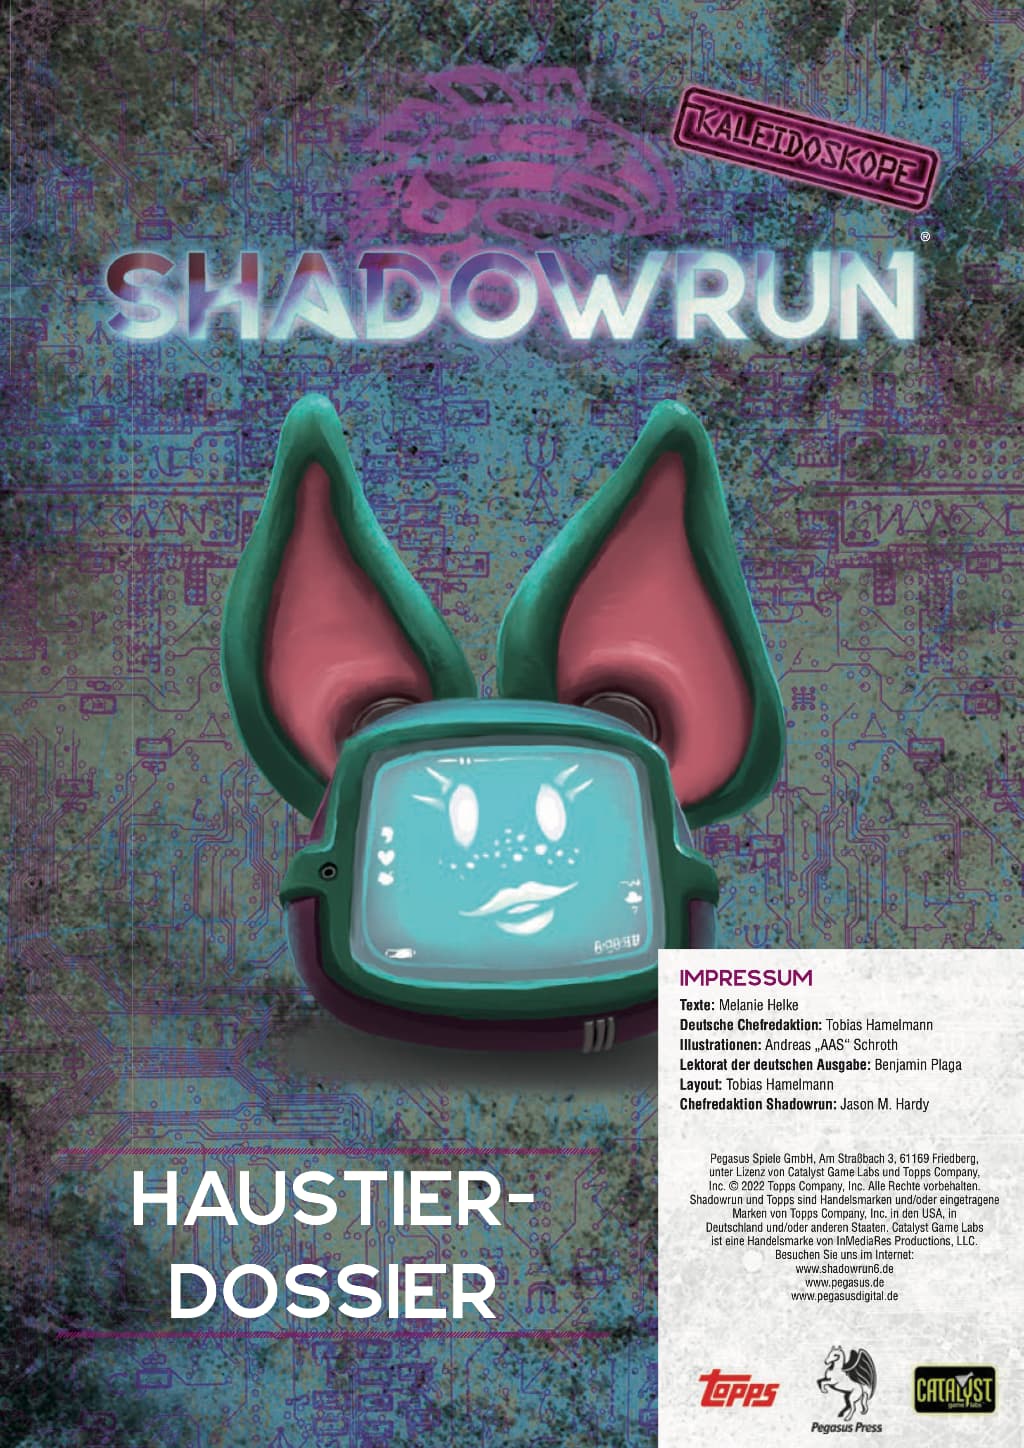 KALEIDOSKOPE
SHADOWRUN®
HAUSTIER-
DOSSIER
IMPRESSUM
Texte: Melanie Helke
Deutsche Chefredaktion: Tobias Hamelmann
Illustrationen: Andreas „AAS“ Schroth
Lektorat der deutschen Ausgabe: Benjamin Plaga
Layout: Tobias Hamelmann
Chefredaktion Shadowrun: Jason M. Hardy
Pegasus Spiele GmbH, Am Straßbach 3, 61169 Friedberg,
unter Lizenz von Catalyst Game Labs und Topps Company,
Inc. © 2022 Topps Company, Inc. Alle Rechte vorbehalten.
Shadowrun und Topps sind Handelsmarken und/oder eingetragene
Marken von Topps Company, Inc. in den USA, in
Deutschland und/oder anderen Staaten. Catalyst Game Labs
ist eine Handelsmarke von InMediaRes Productions, LLC.
Besuchen Sie uns im Internet:
www.shadowrun6.de
www.pegasus.de
www.pegasusdigital.de
topps
Pegasus Press
CATALYST
game labs